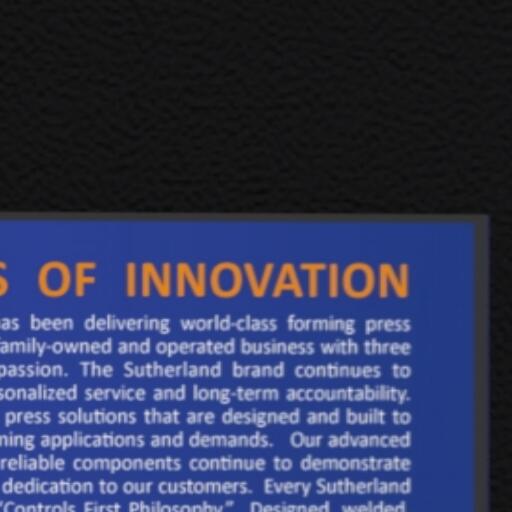 S OF INNOVATION
as been delivering world-class forming press
family-owned and operated business with three
passion. The Sutherland brand continues to
sonalized service and long-term accountability.
press solutions that are designed and built to
ning applications and demands. Our advanced
reliable components continue to demonstrate
dedication to our customers. Every Sutherland
"Controls First Philosophy" Designed, welded,